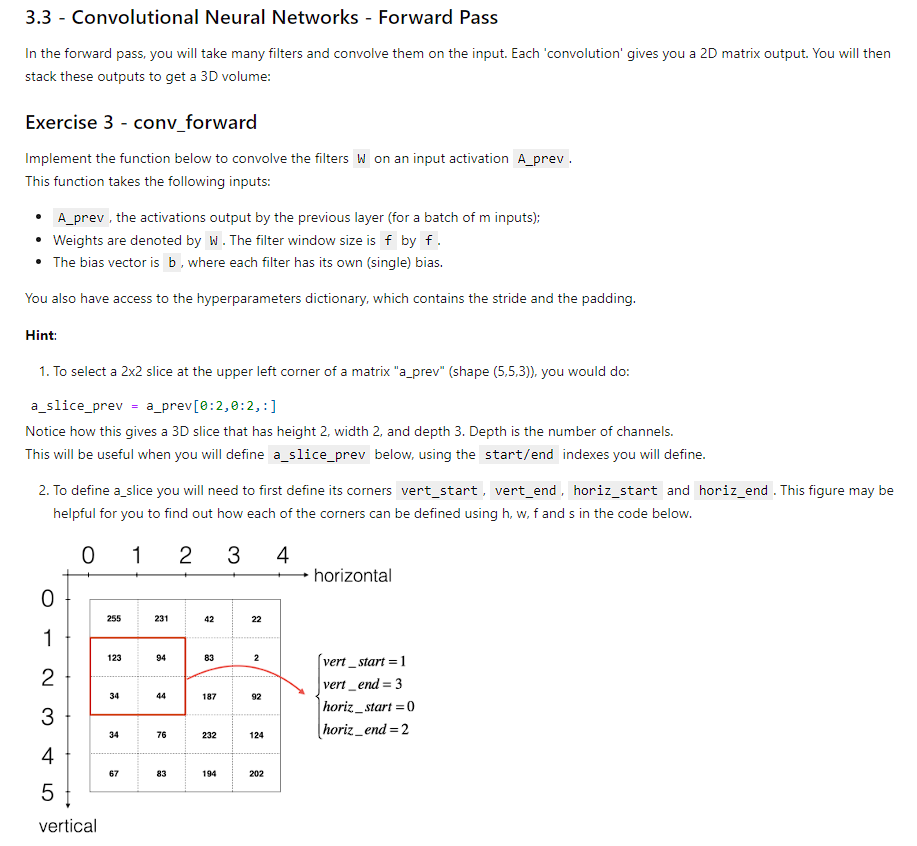 3.3 - Convolutional Neural Networks - Forward Pass
In the forward pass, you will take many filters and convolve them on the input. Each 'convolution' gives you a 2D matrix output. You will then
stack these outputs to get a 3D volume:
Exercise 3 - conv_forward
Implement the function below to convolve the filters W on an input activation A_prev .
This function takes the following inputs:
• A_prev , the activations output by the previous layer (for a batch of m inputs);
• Weights are denoted by W . The filter window size is f by f .
• The bias vector is b , where each filter has its own (single) bias.
You also have access to the hyperparameters dictionary, which contains the stride and the padding.
Hint:
1. To select a 2x2 slice at the upper left corner of a matrix "a_prev" (shape (5,5,3)), you would do:
a_slice_prev = a_prev[0:2,0:2,:]
Notice how this gives a 3D slice that has height 2, width 2, and depth 3. Depth is the number of channels.
This will be useful when you will define a_slice_prev below, using the start/end indexes you will define.
2. To define a_slice you will need to first define its corners vert_start , vert_end , horiz_start and horiz_end . This figure may be
helpful for you to find out how each of the corners can be defined using h, w, f and s in the code below.
0 1 2 3 4
horizontal
0
255 231 42 22
1
123 94 83 2
2
34 44 187 92
3
34 76 232 124
4
67 83 194 202
5
vertical
vert_start = 1
vert_end = 3
horiz_start = 0
horiz_end = 2